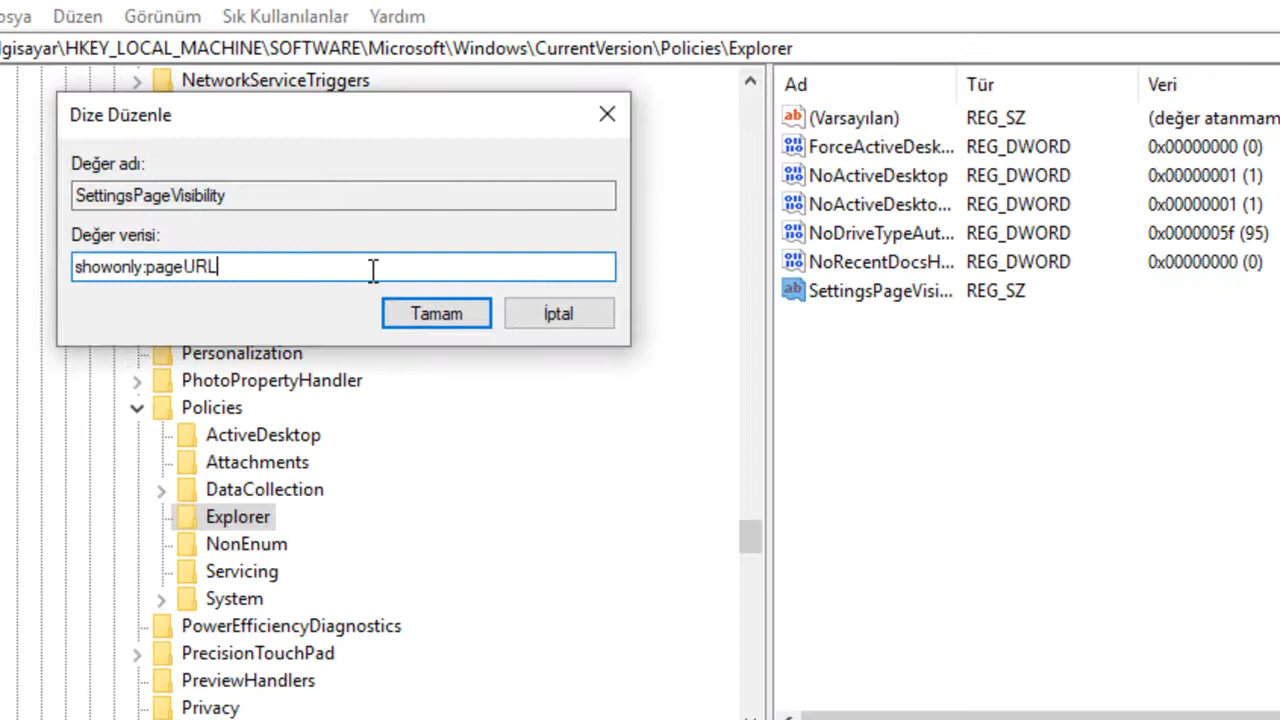 osya Düzen Görünüm Sık Kullanılanlar Yardım
lgisayar\HKEY_LOCAL_MACHINE\SOFTWARE\Microsoft\Windows\CurrentVersion\Policies\Explorer
NetworkServiceTriggers
Dize Düzenle
Değer adı:
SettingsPageVisibility
Değer verisi:
showonly:pageURL
Tamam İptal
Personalization
PhotoPropertyHandler
Policies
ActiveDesktop
Attachments
DataCollection
Explorer
NonEnum
Servicing
System
PowerEfficiencyDiagnostics
PrecisionTouchPad
PreviewHandlers
Privacy
Ad Tür Veri
ab (Varsayılan) REG_SZ (değer atanmam
ForceActiveDesk... REG_DWORD 0x00000000 (0)
NoActiveDesktop REG_DWORD 0x00000001 (1)
NoActiveDeskto... REG_DWORD 0x00000001 (1)
NoDriveTypeAut... REG_DWORD 0x0000005f (95)
NoRecentDocsH... REG_DWORD 0x00000000 (0)
ab SettingsPageVisi... REG_SZ